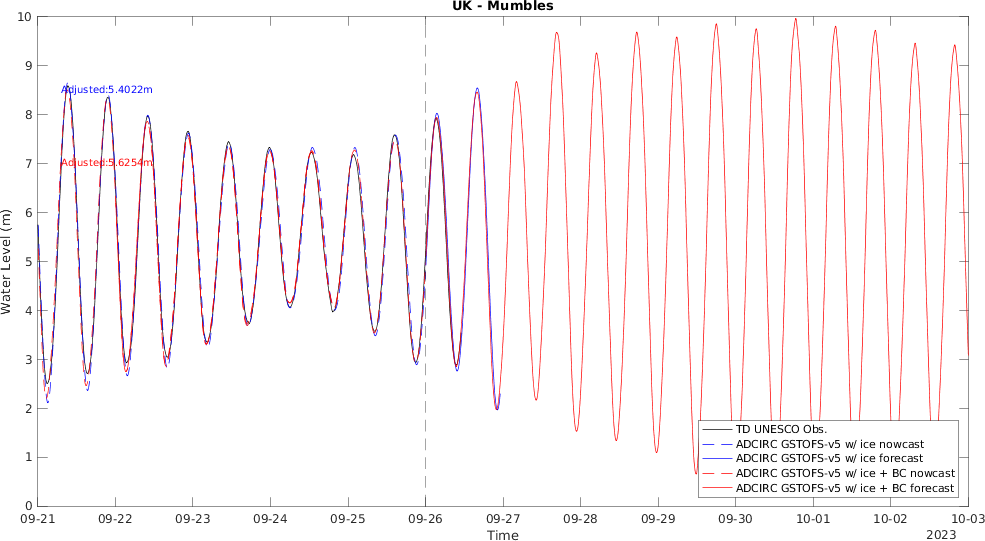 UK - Mumbles
10
9
8
7
6
5
4
3
2
1
0
Water Level (m)
Adjusted:5.4022m
Adjusted:5.6254m
TD UNESCO Obs.
ADCIRC GSTOFS-v5 w/ ice nowcast
ADCIRC GSTOFS-v5 w/ ice forecast
ADCIRC GSTOFS-v5 w/ ice + BC nowcast
ADCIRC GSTOFS-v5 w/ ice + BC forecast
09-21 09-22 09-23 09-24 09-25 09-26 09-27 09-28 09-29 09-30 10-01 10-02 10-03
Time
2023